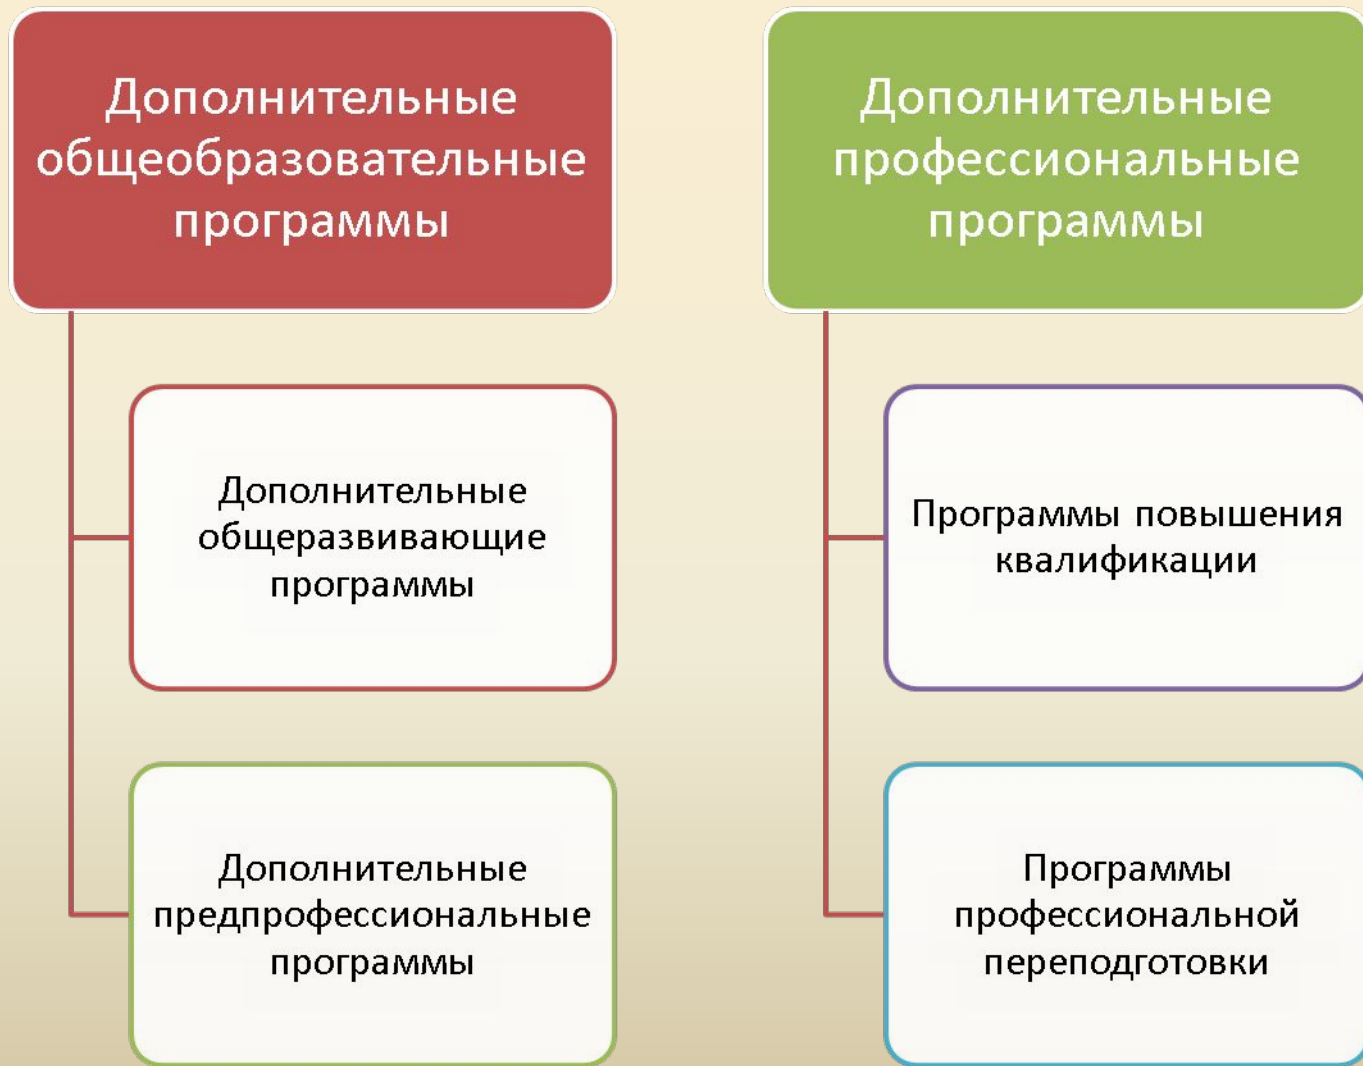 Дополнительные
общеобразовательные
программы
Дополнительные
общеразвивающие
программы
Дополнительные
предпрофессиональные
программы
Дополнительные
профессиональные
программы
Программы повышения
квалификации
Программы
профессиональной
переподготовки